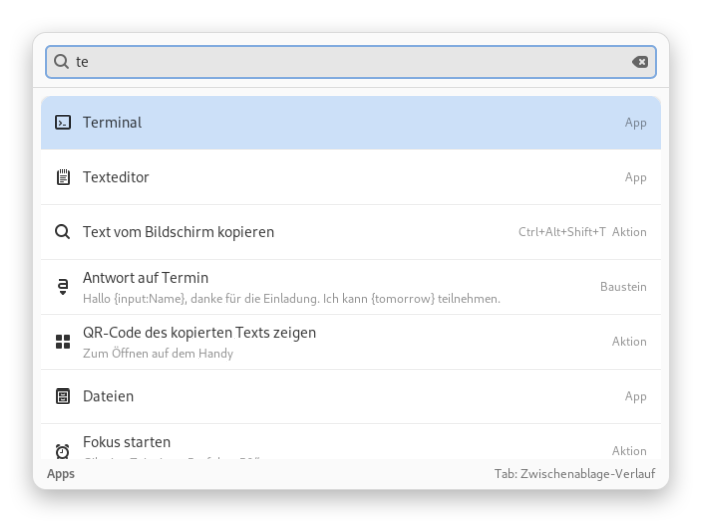 te
Terminal App
Texteditor App
Text vom Bildschirm kopieren Ctrl+Alt+Shift+T Aktion
Antwort auf Termin
Hallo {input:Name}, danke für die Einladung. Ich kann {tomorrow} teilnehmen.
Baustein
QR-Code des kopierten Texts zeigen
Zum Öffnen auf dem Handy
Aktion
Dateien App
Fokus starten
Aktion
Apps Tab: Zwischenablage-Verlauf